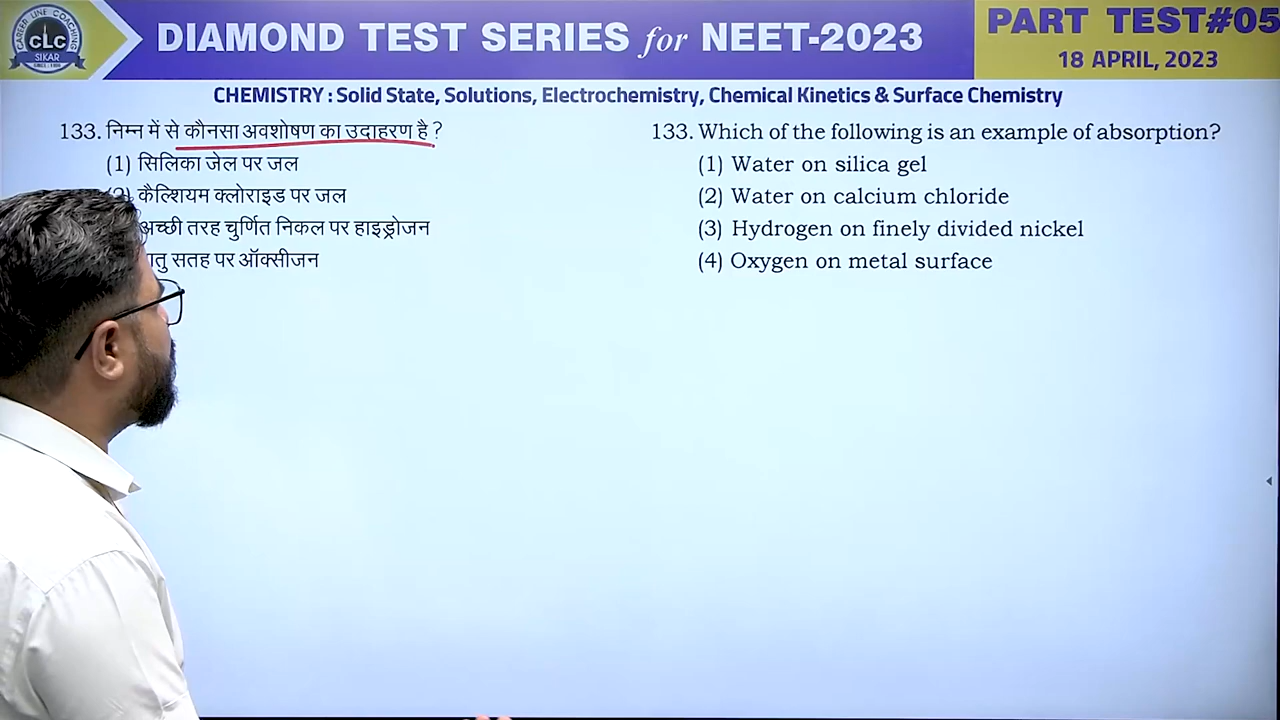 CAREER LINE COACHING
CLC
SIKAR
DIAMOND TEST SERIES for NEET-2023
PART TEST#05
18 APRIL, 2023
CHEMISTRY : Solid State, Solutions, Electrochemistry, Chemical Kinetics & Surface Chemistry
133. निम्न में से कौनसा अवशोषण का उदाहरण है ?
(1) सिलिका जेल पर जल
(2) कैल्शियम क्लोराइड पर जल
अच्छी तरह चुर्णित निकल पर हाइड्रोजन
सतह पर ऑक्सीजन
133. Which of the following is an example of absorption?
(1) Water on silica gel
(2) Water on calcium chloride
(3) Hydrogen on finely divided nickel
(4) Oxygen on metal surface